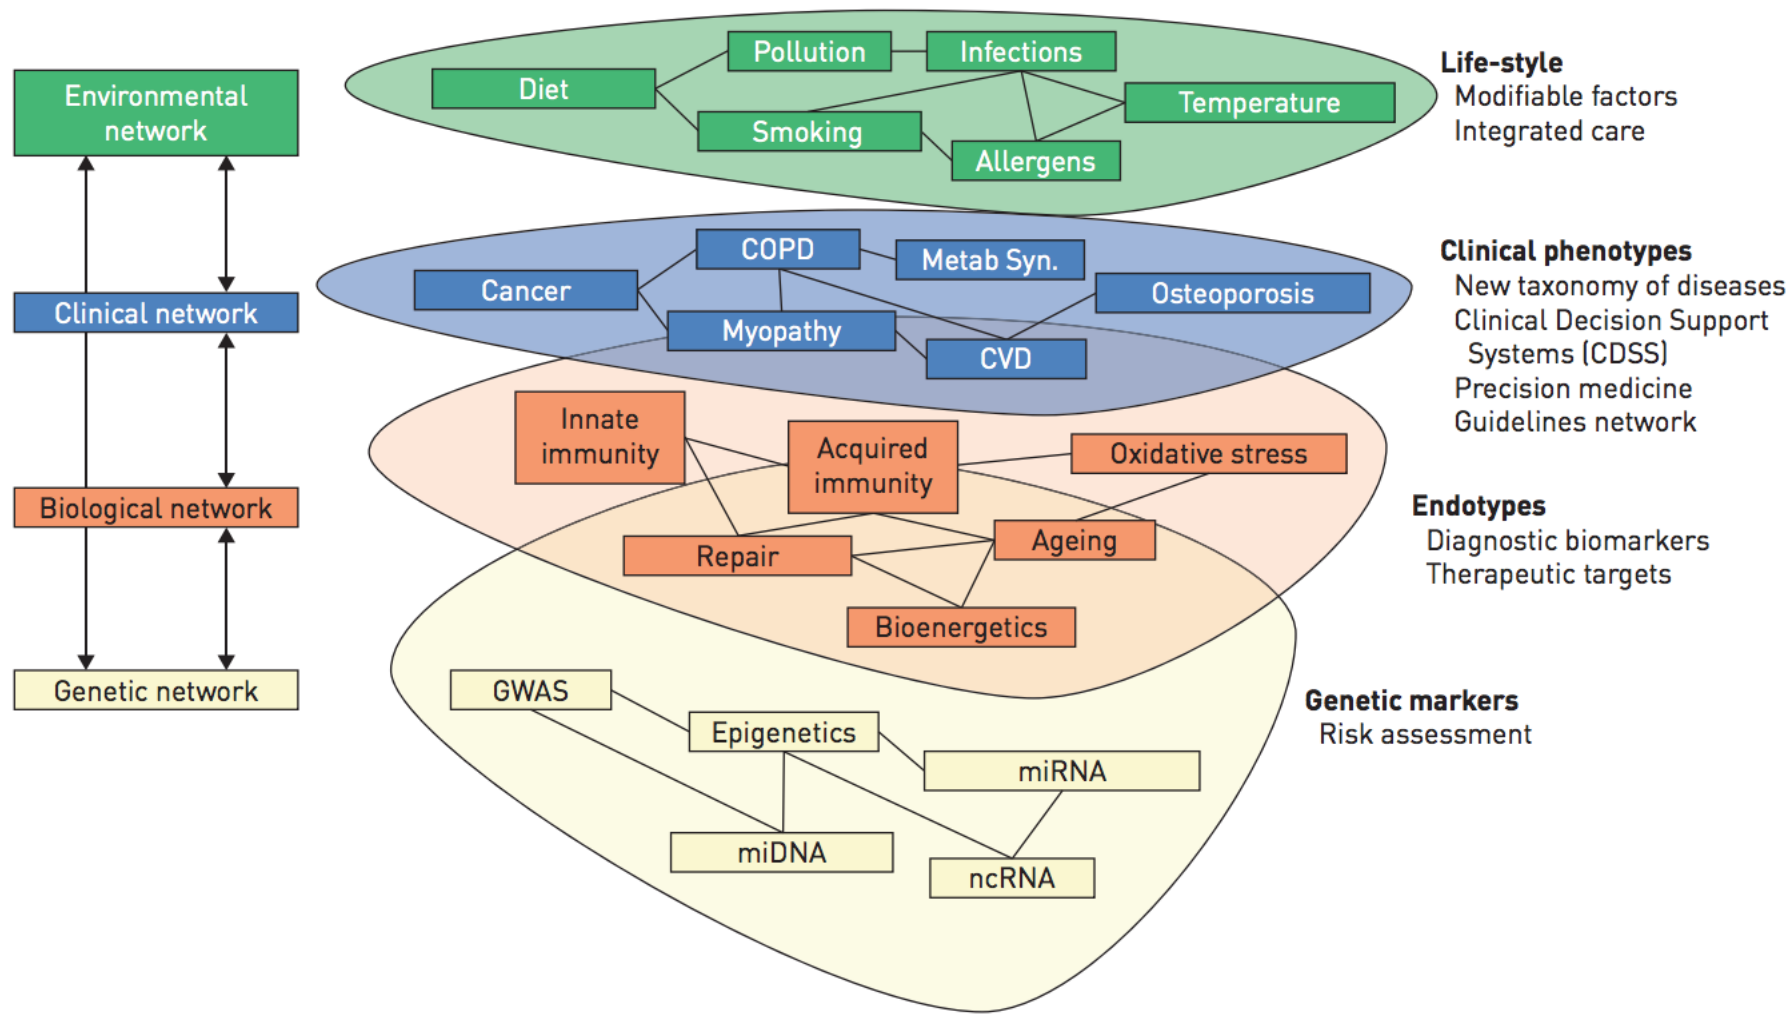 Environmental
network
Clinical network
Biological network
Genetic network
Pollution
Infections
Diet
Temperature
Smoking
Allergens
Life-style
Modifiable factors
Integrated care
COPD
Metab Syn.
Cancer
Osteoporosis
Myopathy
CVD
Clinical phenotypes
New taxonomy of diseases
Clinical Decision Support
Systems (CDSS)
Precision medicine
Guidelines network
Innate
immunity
Acquired
immunity
Oxidative stress
Repair
Ageing
Bioenergetics
Endotypes
Diagnostic biomarkers
Therapeutic targets
GWAS
Epigenetics
miRNA
miDNA
ncRNA
Genetic markers
Risk assessment